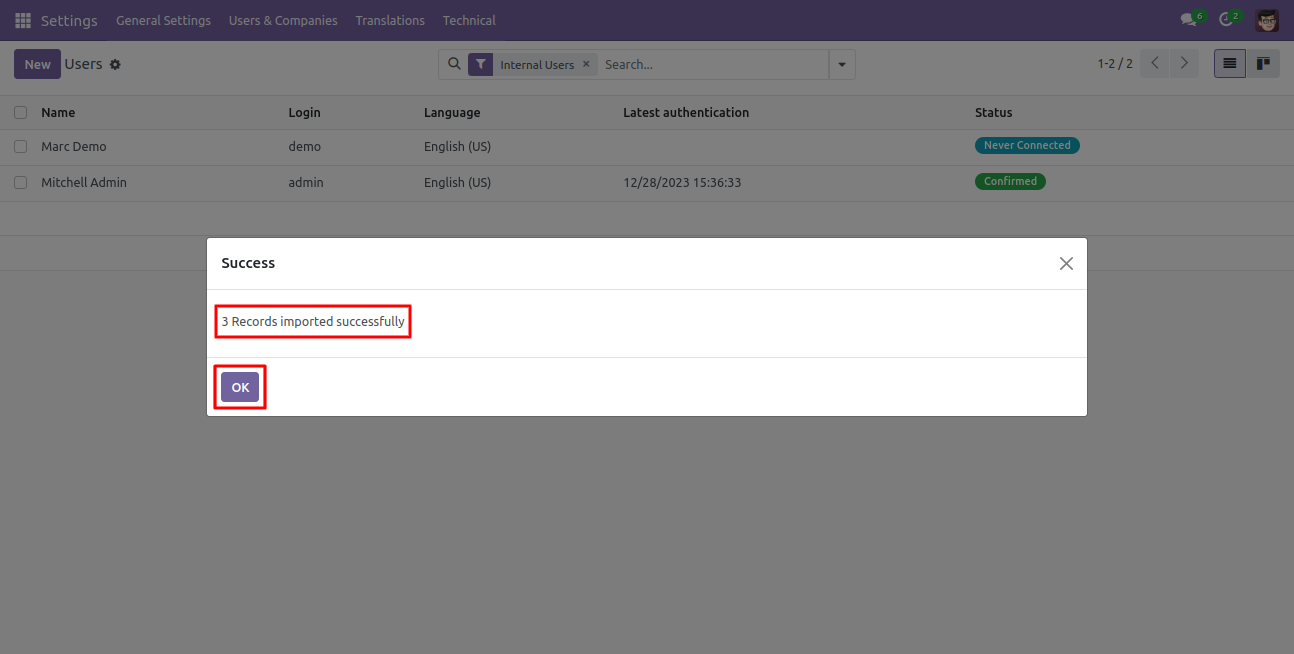 Settings General Settings Users & Companies Translations Technical 6 2
New Users Internal Users × Search... 1-2 / 2
Name Login Language Latest authentication Status
Marc Demo demo English (US) Never Connected
Mitchell Admin admin English (US) 12/28/2023 15:36:33 Confirmed
Success
3 Records imported successfully
OK